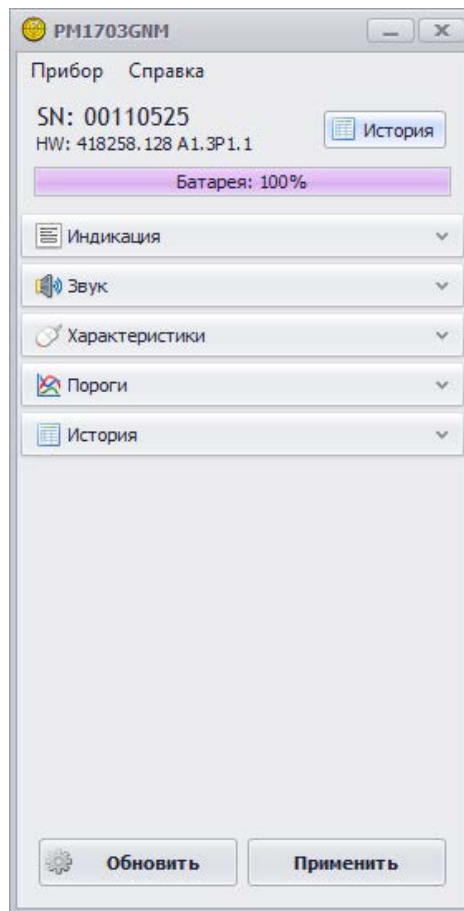 PM1703GNM
Прибор Справка
SN: 00110525
HW: 418258.128 A1.3P1.1
История
Батарея: 100%
Индикация
Звук
Характеристики
Пороги
История
Обновить Применить